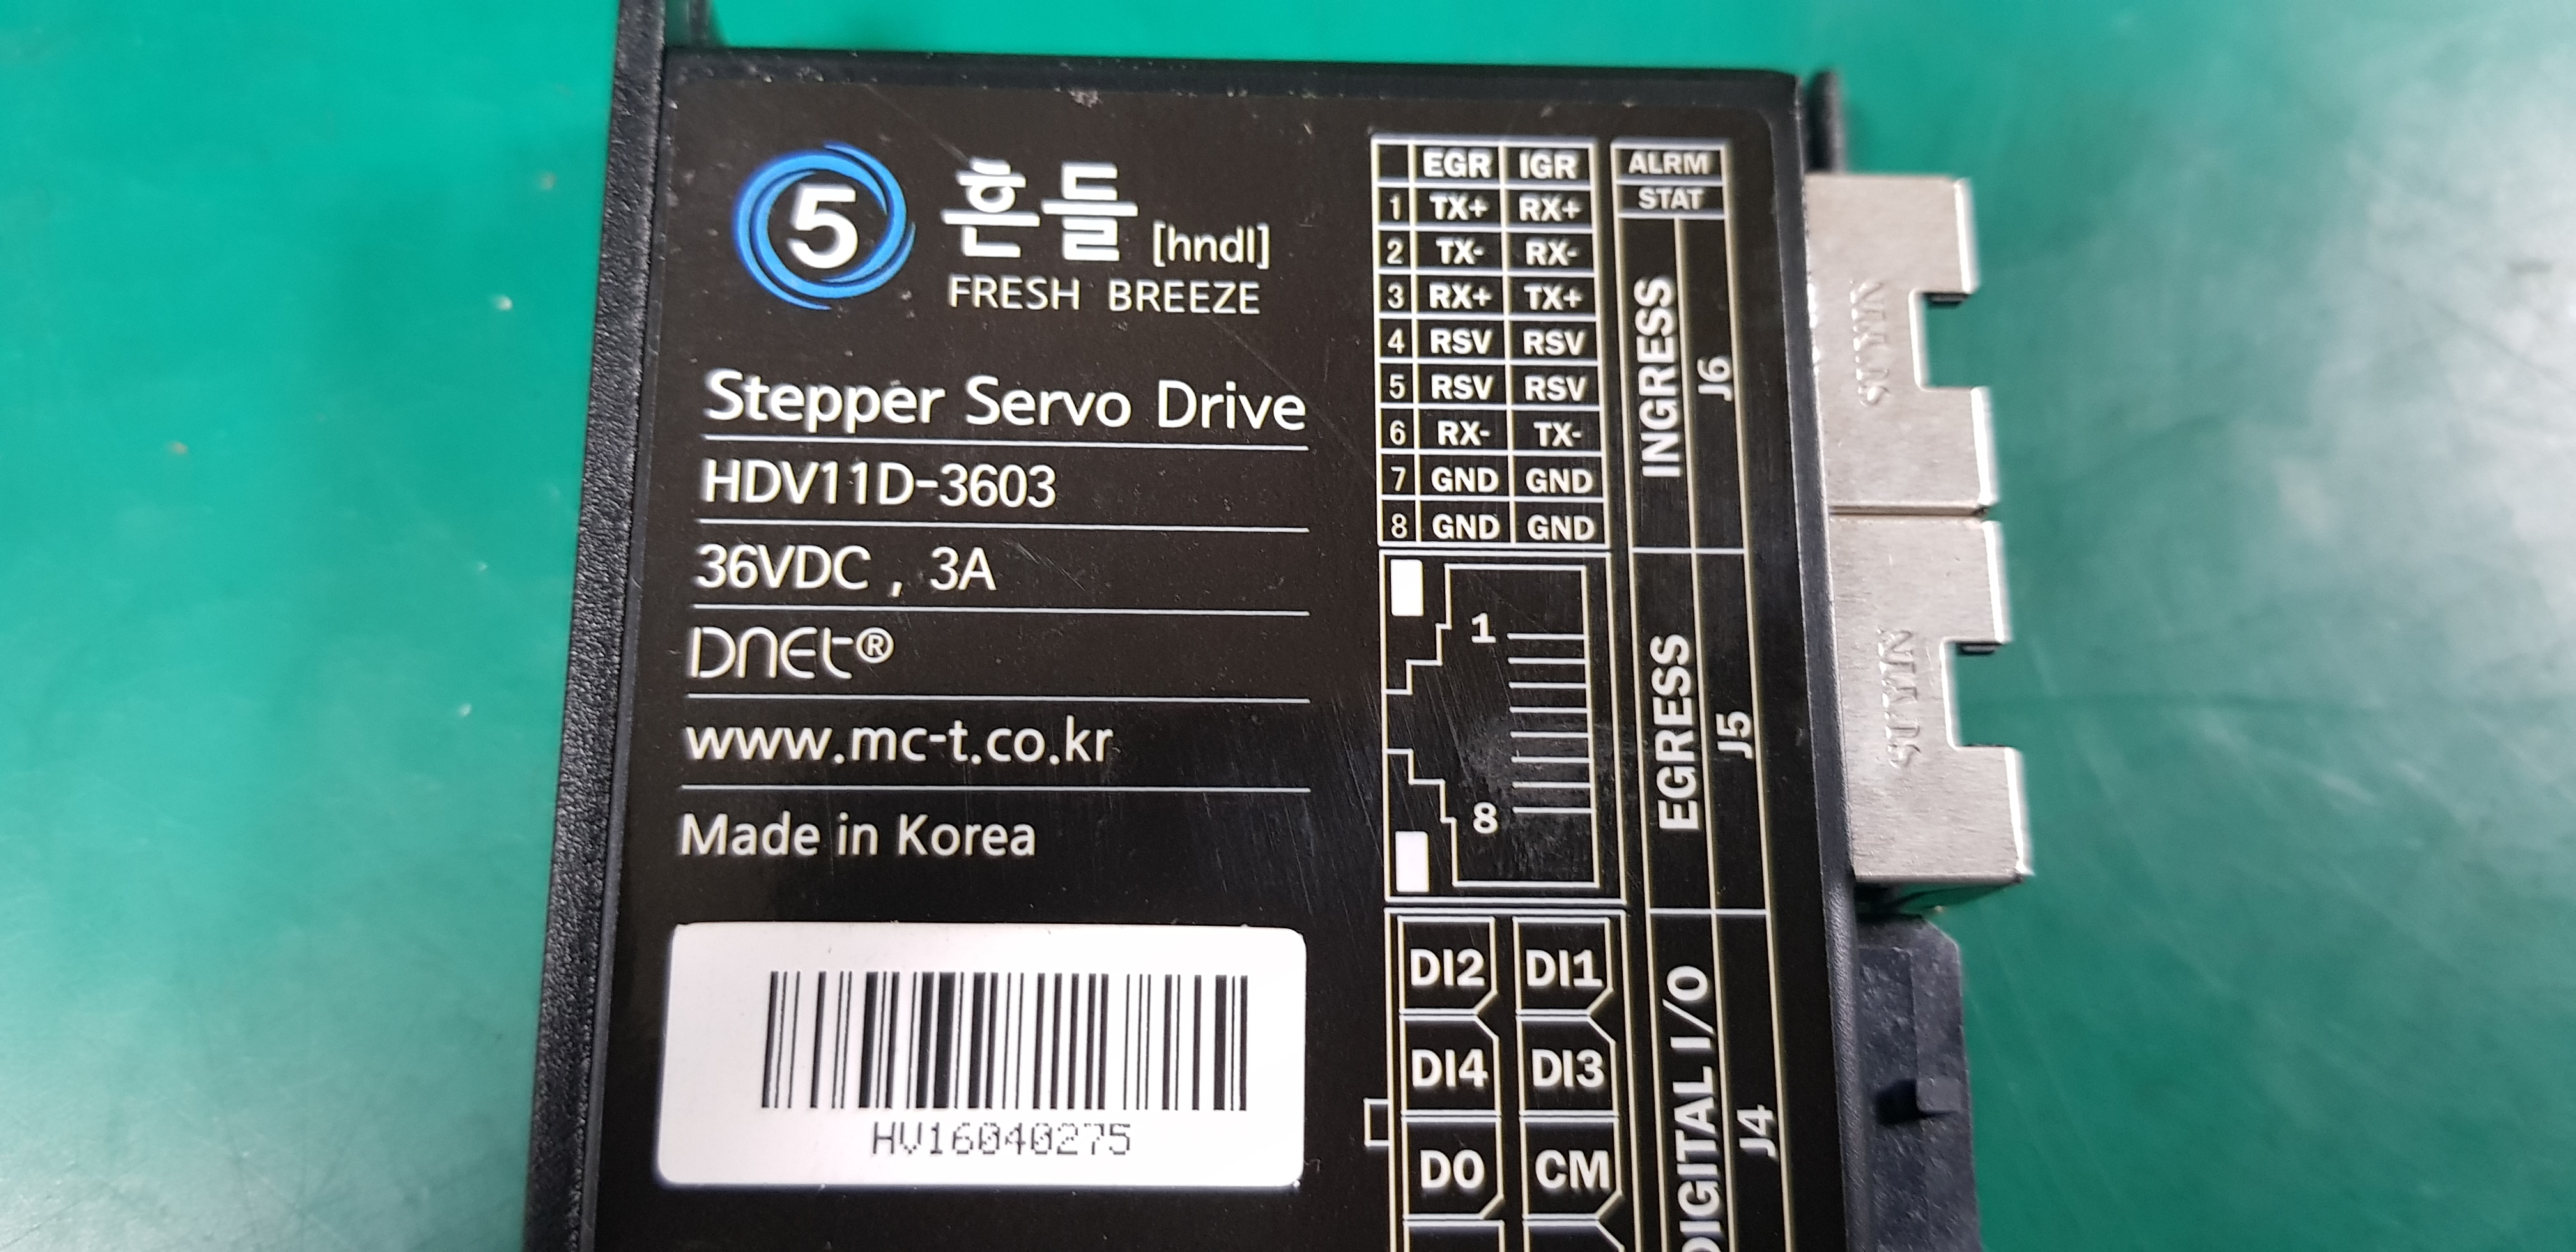 5 흔들 [hndl]
FRESH BREEZE
Stepper Servo Drive
HDV11D-3603
36VDC , 3A
DNET®
www.mc-t.co.kr
Made in Korea
HV16040275
EGR IGR
1 TX+ RX+
2 TX- RX-
3 RX+ TX+
4 RSV RSV
5 RSV RSV
6 RX- TX-
7 GND GND
8 GND GND
1
8
DI2 DI1
DI4 DI3
DO CM
ALRM
STAT
INGRESS J6
EGRESS J5
DIGITAL I/O J4
SUIN
SUIN